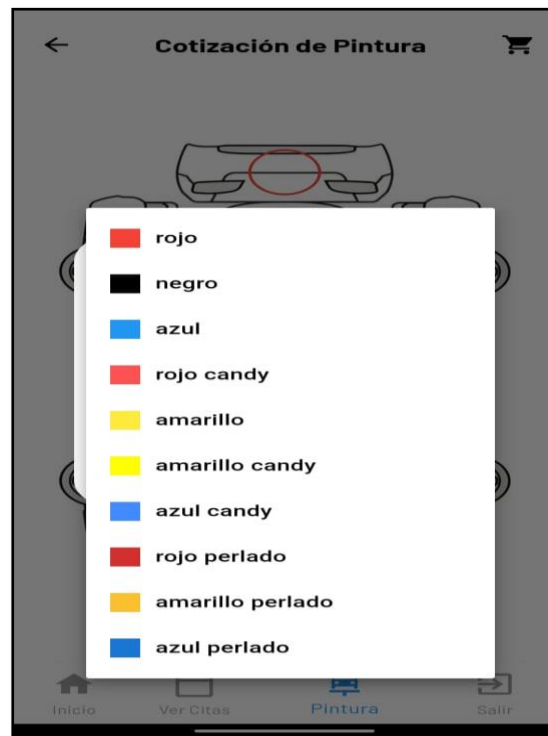 Cotización de Pintura
rojo
negro
azul
rojo candy
amarillo
amarillo candy
azul candy
rojo perlado
amarillo perlado
azul perlado
Inicio
Ver Citas
Pintura
Salir